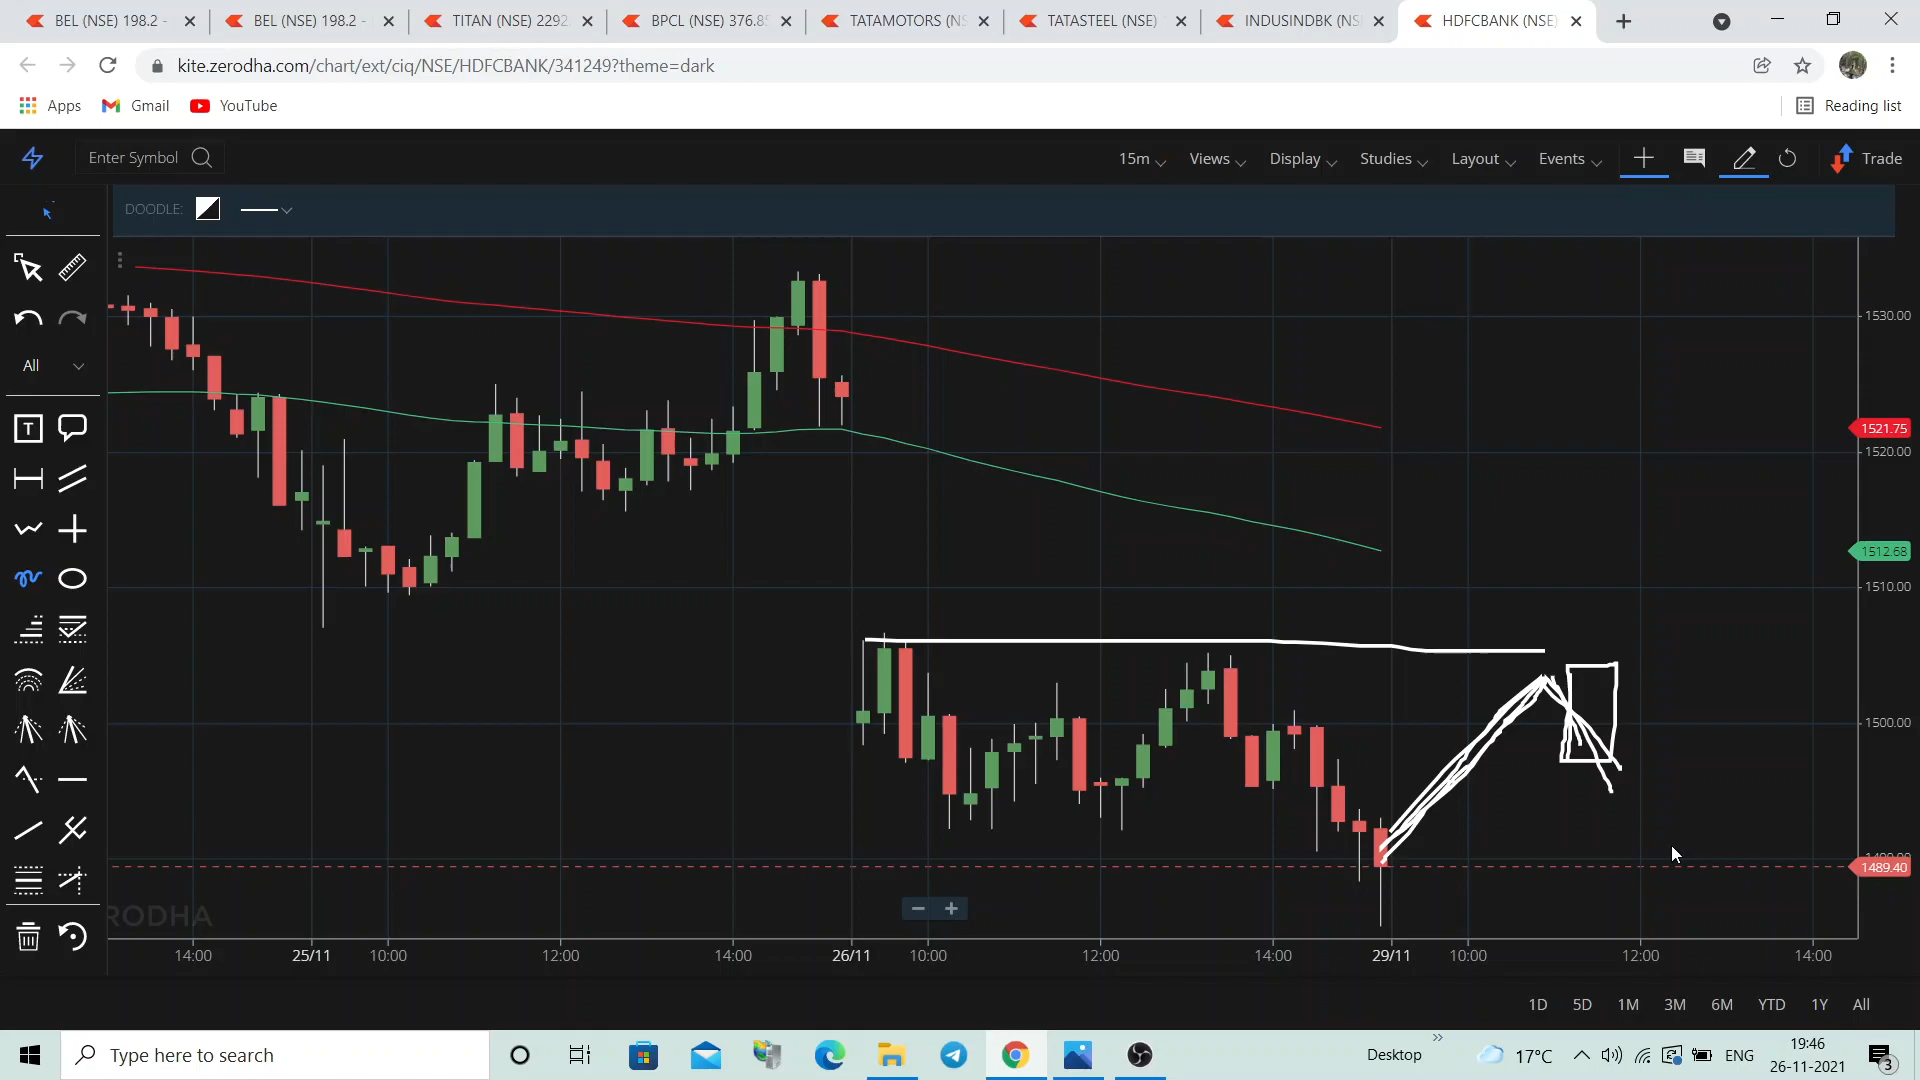 BEL (NSE) 198.2 -
BEL (NSE) 198.2 -
TITAN (NSE) 2292.
BPCL (NSE) 376.85
TATAMOTORS (NS
TATASTEEL (NSE)
INDUSINDBK (NS
HDFCBANK (NSE)
kite.zerodha.com/chart/ext/ciq/NSE/HDFCBANK/341249?theme=dark
Apps
Gmail
YouTube
Reading list
Enter Symbol
15m
Views
Display
Studies
Layout
Events
Trade
DOODLE:
All
T
1530.00
1521.75
1520.00
1512.68
1510.00
1500.00
1489.40
RODHA
14:00
25/11
10:00
12:00
14:00
26/11
10:00
12:00
14:00
29/11
10:00
12:00
14:00
1D
5D
1M
3M
6M
YTD
1Y
All
Type here to search
Desktop
17°C
ENG
19:46
26-11-2021
3